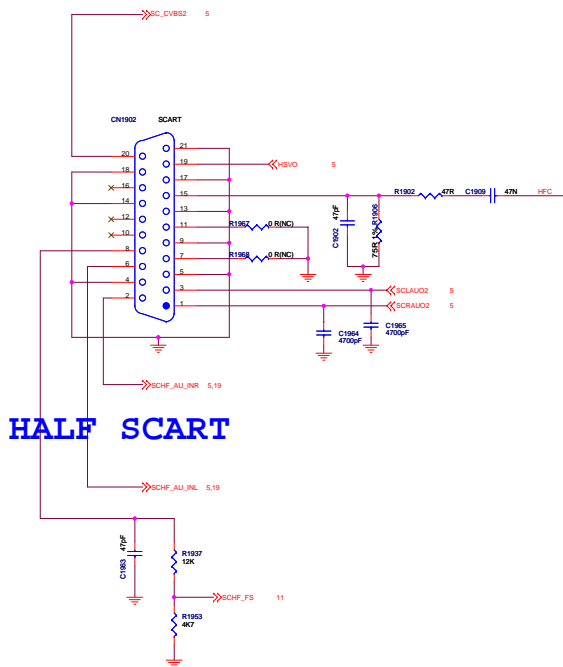 SC_CVBS2 5
CN1902 SCART
21
20
19 HSVO 5
18
17
16
15 R1902 47R C1909 47N HFC
14
13
12
11 R1967 0 R(NC)
47pF C1902
R1906 75R 1%
10
9
8
7 R1968 0 R(NC)
6
5
4
3 SCLAUO2 5
2
1 SCRAUO2 5
C1964 4700pF
C1965 4700pF
SCHF_AU_INR 5,19
HALF SCART
SCHF_AU_INL 5,19
47pF C1963
R1937
12K
SCHF_FS 11
R1953
4K7